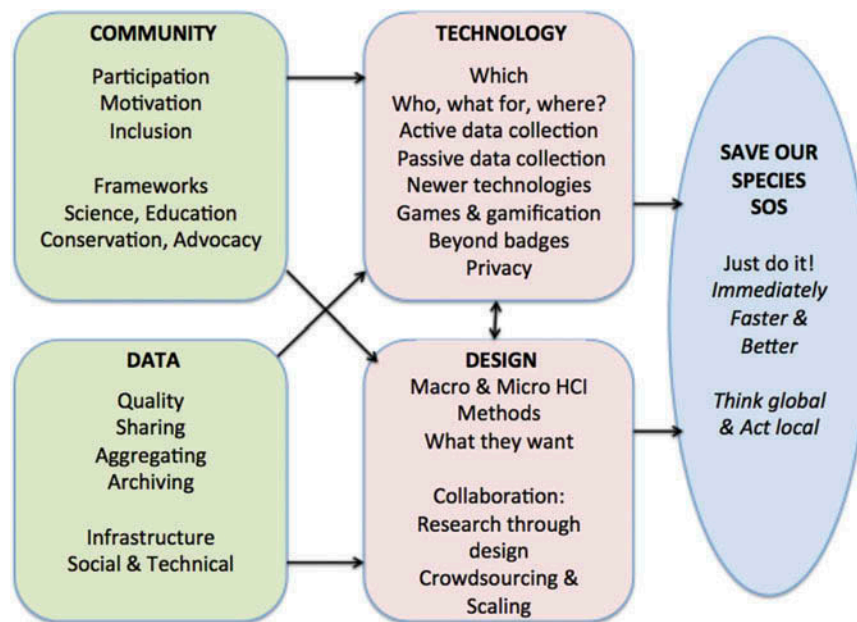 COMMUNITY
Participation
Motivation
Inclusion
Frameworks
Science, Education
Conservation, Advocacy
TECHNOLOGY
Which
Who, what for, where?
Active data collection
Passive data collection
Newer technologies
Games & gamification
Beyond badges
Privacy
DATA
Quality
Sharing
Aggregating
Archiving
Infrastructure
Social & Technical
DESIGN
Macro & Micro HCI
Methods
What they want
Collaboration:
Research through
design
Crowdsourcing &
Scaling
SAVE OUR
SPECIES
SOS
Just do it!
Immediately
Faster &
Better
Think global
& Act local